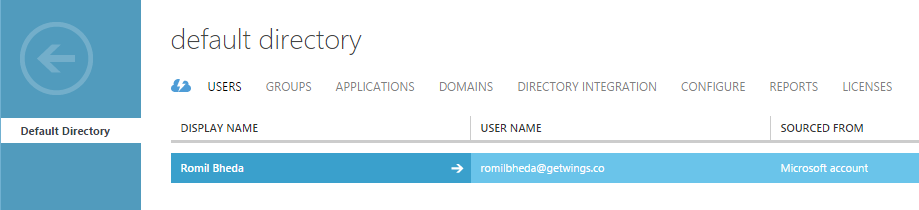 default directory
USERS GROUPS APPLICATIONS DOMAINS DIRECTORY INTEGRATION CONFIGURE REPORTS LICENSES
Default Directory
DISPLAY NAME USER NAME SOURCED FROM
Romil Bheda romilbheda@getwings.co Microsoft account